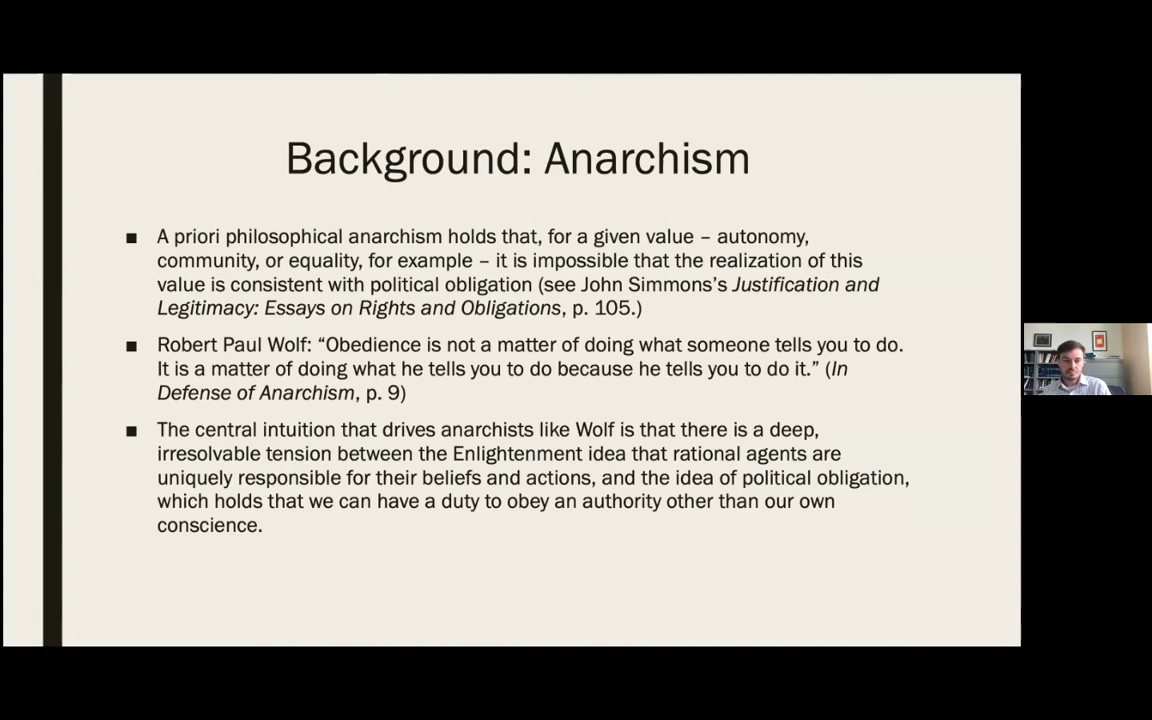 Background: Anarchism
■ A priori philosophical anarchism holds that, for a given value – autonomy,
community, or equality, for example – it is impossible that the realization of this
value is consistent with political obligation (see John Simmons’s Justification and
Legitimacy: Essays on Rights and Obligations, p. 105.)
■ Robert Paul Wolf: “Obedience is not a matter of doing what someone tells you to do.
It is a matter of doing what he tells you to do because he tells you to do it.” (In
Defense of Anarchism, p. 9)
■ The central intuition that drives anarchists like Wolf is that there is a deep,
irresolvable tension between the Enlightenment idea that rational agents are
uniquely responsible for their beliefs and actions, and the idea of political obligation,
which holds that we can have a duty to obey an authority other than our own
conscience.